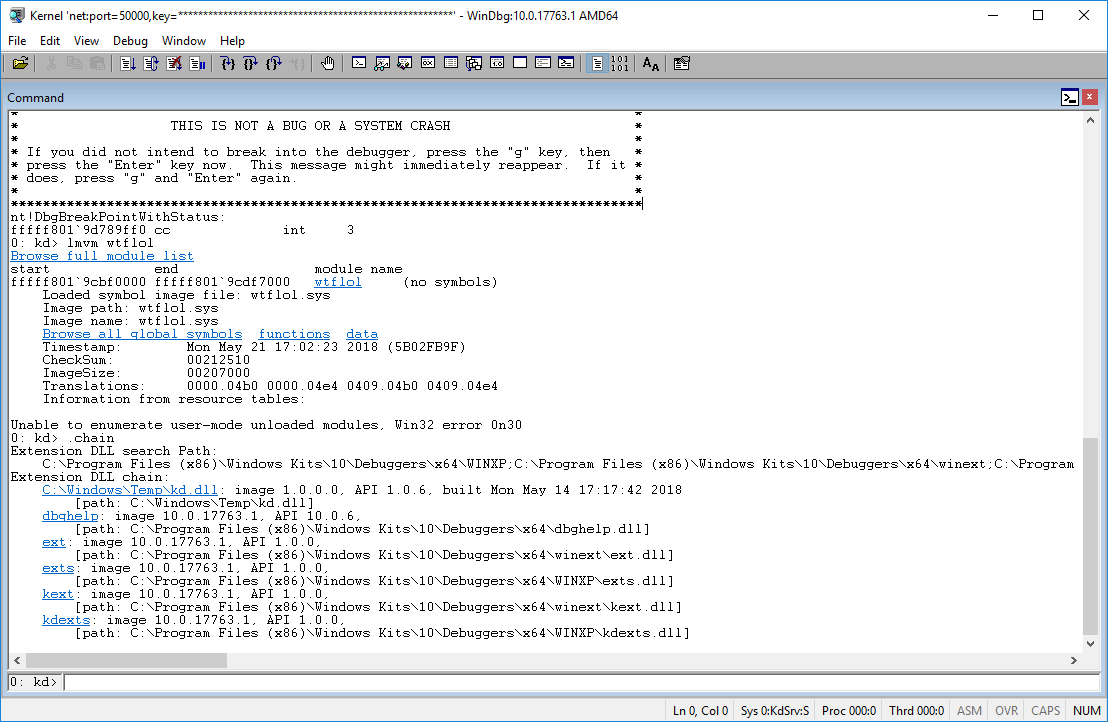 Kernel 'net:port=50000,key=****************************************************' - WinDbg:10.0.17763.1 AMD64
File Edit View Debug Window Help
Command
*
* THIS IS NOT A BUG OR A SYSTEM CRASH *
* *
* If you did not intend to break into the debugger, press the "g" key, then *
* press the "Enter" key now. This message might immediately reappear. If it *
* does, press "g" and "Enter" again. *
* *
*******************************************************************************
nt!DbgBreakPointWithStatus:
fffff801`9d789ff0 cc int 3
0: kd> lmvm wtflol
Browse full module list
start end module name
fffff801`9cbf0000 fffff801`9cdf7000 wtflol (no symbols)
Loaded symbol image file: wtflol.sys
Image path: wtflol.sys
Image name: wtflol.sys
Browse all global symbols functions data
Timestamp: Mon May 21 17:02:23 2018 (5B02FB9F)
CheckSum: 00212510
ImageSize: 00207000
Translations: 0000.04b0 0000.04e4 0409.04b0 0409.04e4
Information from resource tables:
Unable to enumerate user-mode unloaded modules, Win32 error 0n30
0: kd> .chain
Extension DLL search Path:
C:\Program Files (x86)\Windows Kits\10\Debuggers\x64\WINXP;C:\Program Files (x86)\Windows Kits\10\Debuggers\x64\winext;C:\Program
Extension DLL chain:
C:\Windows\Temp\kd.dll: image 1.0.0.0, API 1.0.6, built Mon May 14 17:17:42 2018
[path: C:\Windows\Temp\kd.dll]
dbghelp: image 10.0.17763.1, API 10.0.6,
[path: C:\Program Files (x86)\Windows Kits\10\Debuggers\x64\dbghelp.dll]
ext: image 10.0.17763.1, API 1.0.0,
[path: C:\Program Files (x86)\Windows Kits\10\Debuggers\x64\winext\ext.dll]
exts: image 10.0.17763.1, API 1.0.0,
[path: C:\Program Files (x86)\Windows Kits\10\Debuggers\x64\WINXP\exts.dll]
kext: image 10.0.17763.1, API 1.0.0,
[path: C:\Program Files (x86)\Windows Kits\10\Debuggers\x64\winext\kext.dll]
kdexts: image 10.0.17763.1, API 1.0.0,
[path: C:\Program Files (x86)\Windows Kits\10\Debuggers\x64\WINXP\kdexts.dll]
0: kd>
Ln 0, Col 0 Sys 0:KdSrv:S Proc 000:0 Thrd 000:0 ASM OVR CAPS NUM